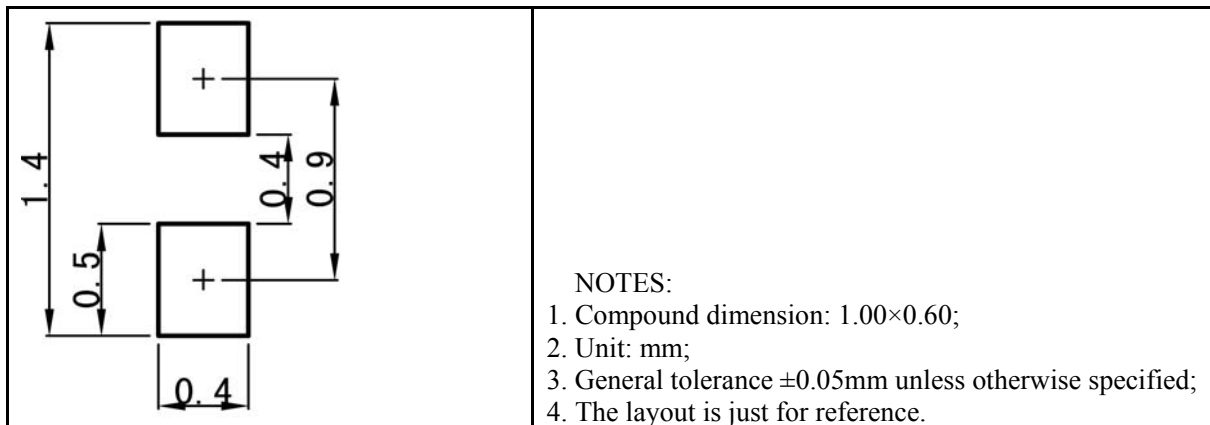 1.4
0.4
0.9
0.5
0.4
NOTES:
1. Compound dimension: 1.00×0.60;
2. Unit: mm;
3. General tolerance ±0.05mm unless otherwise specified;
4. The layout is just for reference.